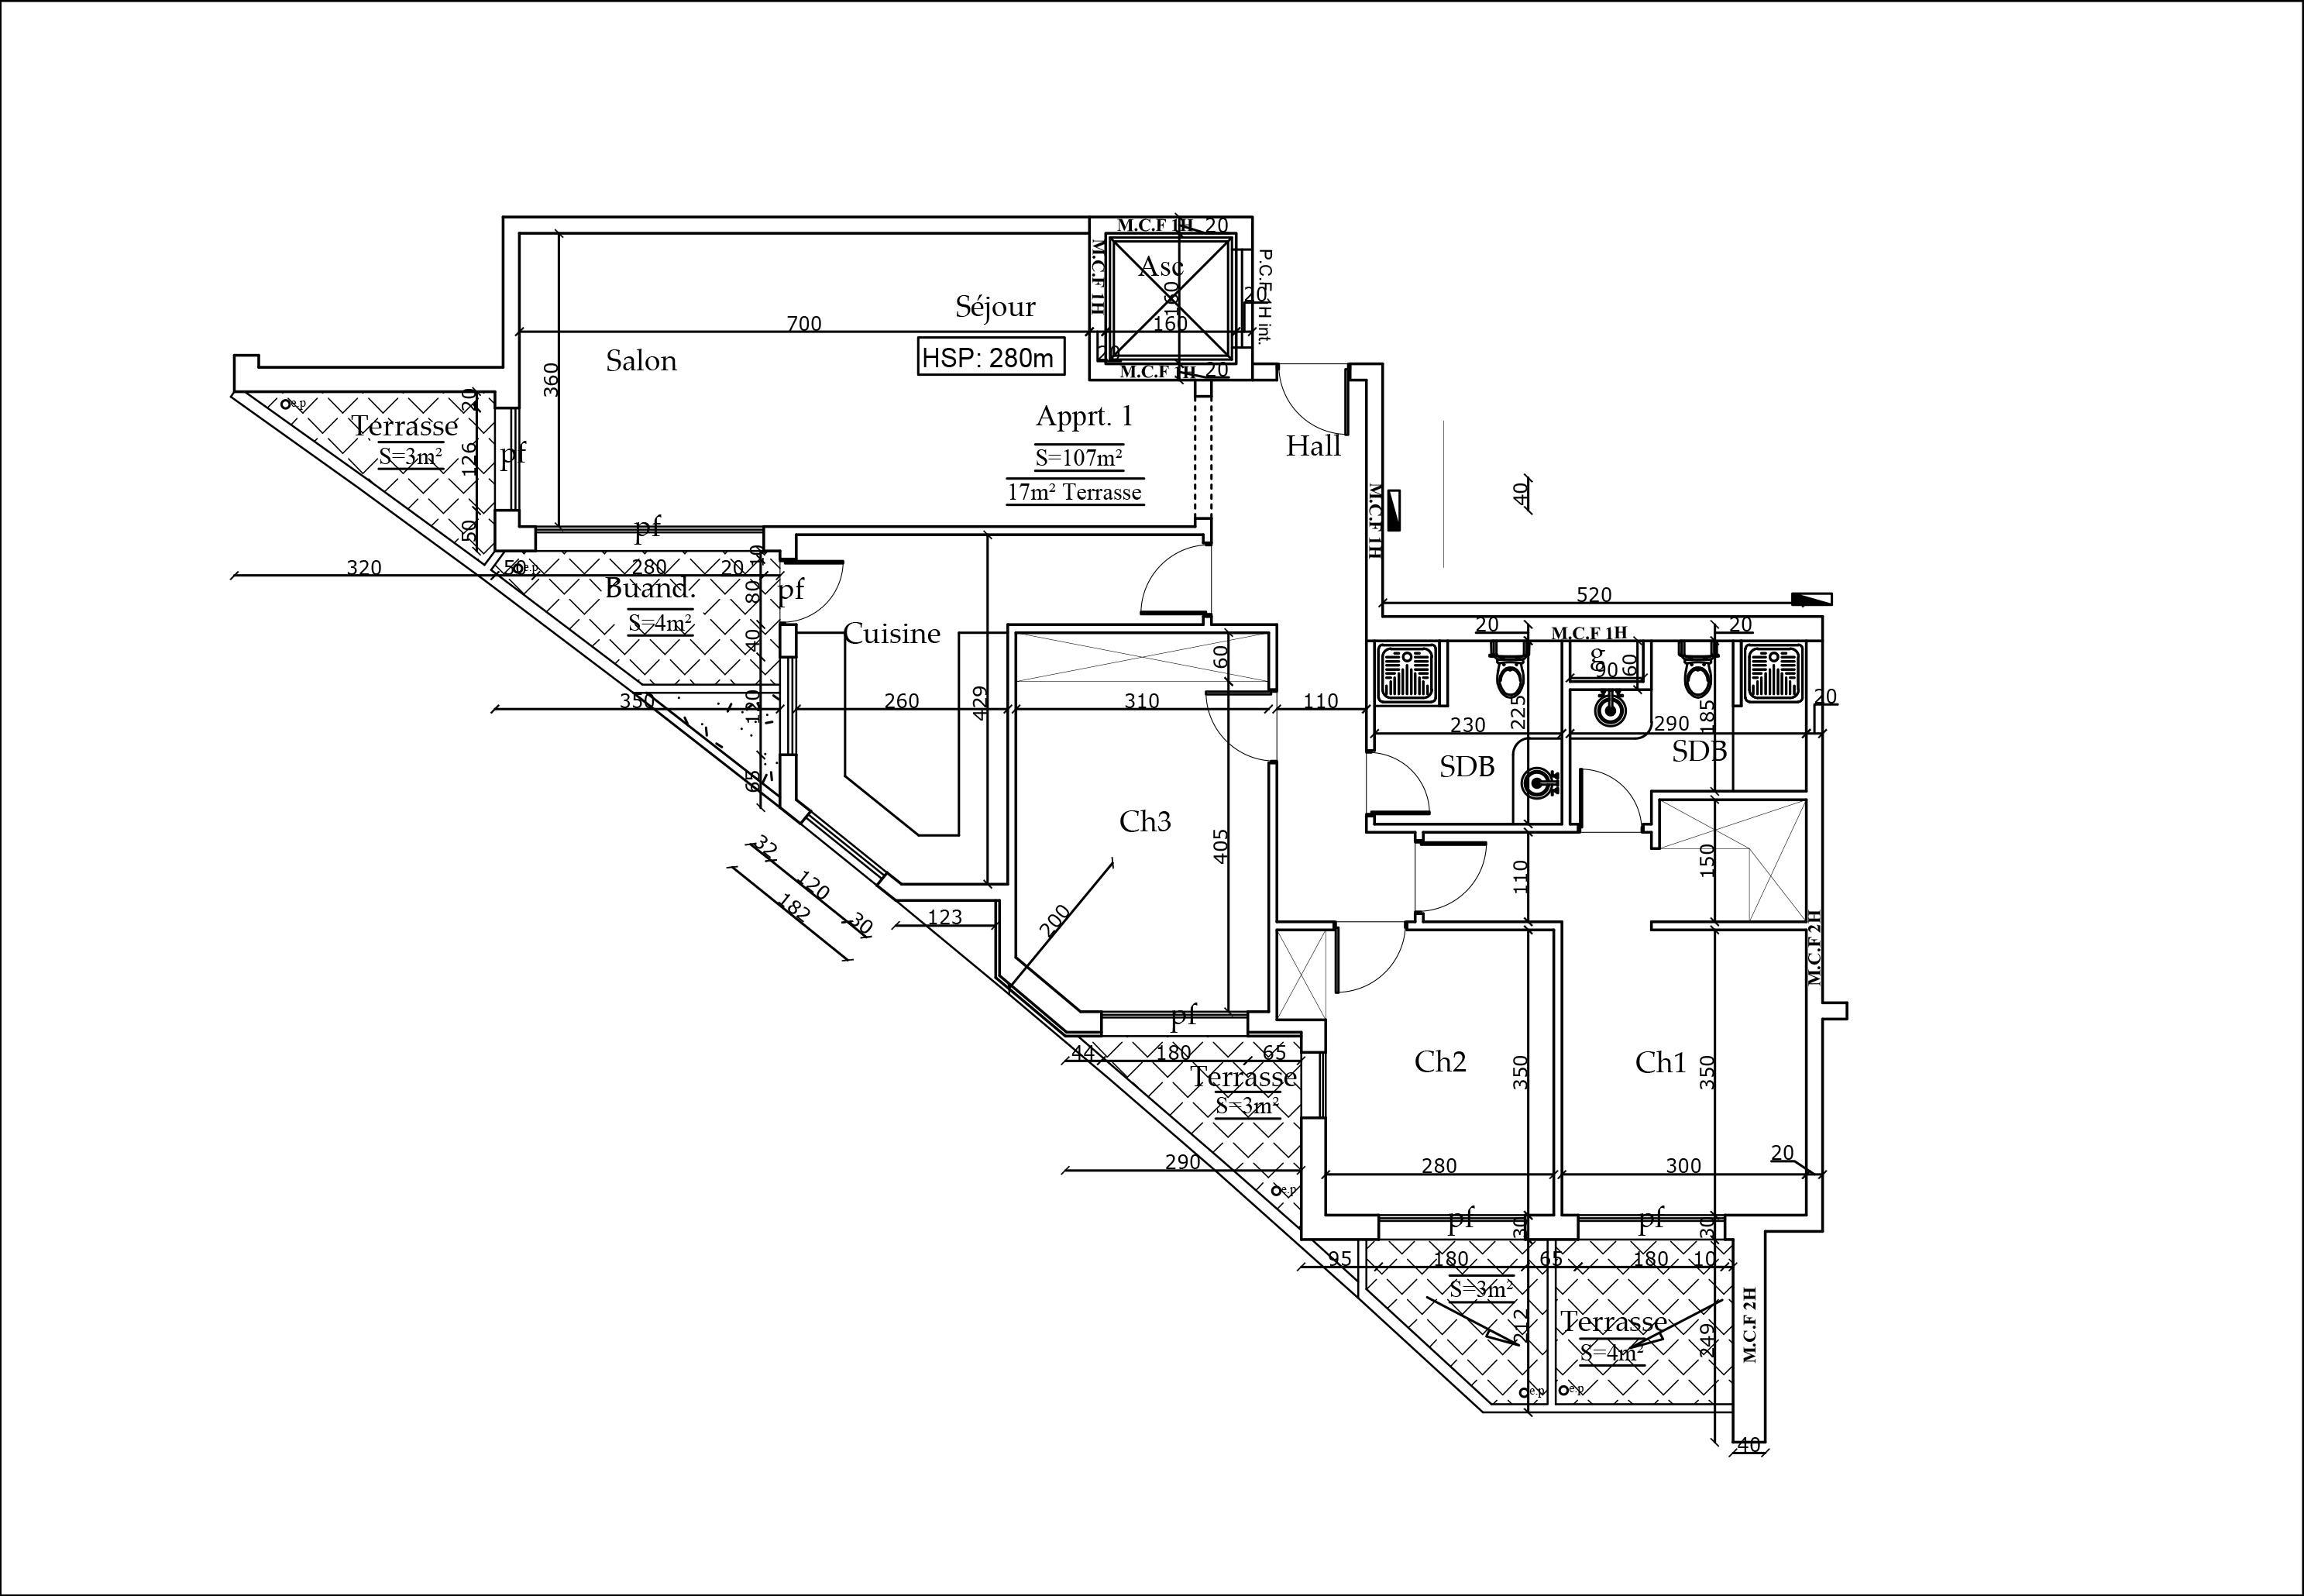 M.C.F 1H
20
M.C.F 1H
Asc
180
P.C.F 1H int.
20
Séjour
700
160
Salon
HSP: 280m
20
M.C.F 1H
20
360
20
e.p
Terrasse
S=3m²
126
pf
50
Apprt. 1
S=107m²
17m² Terrasse
Hall
M.C.F 1H
40
pf
320
50
e.p
280
20
10
Buand.
S=4m²
80
pf
40
Cuisine
520
20
M.C.F 1H
20
g
90
60
60
350
120
260
429
310
110
225
185
20
230
290
SDB
SDB
65
Ch3
405
32
120
30
182
123
200
110
150
M.C.F 2H
pf
44
180
65
Terrasse
S=3m²
Ch2
350
Ch1
350
290
e.p
280
300
20
pf
30
pf
30
95
180
65
180
10
S=3m²
212
Terrasse
S=4m²
249
M.C.F 2H
e.p
e.p
40